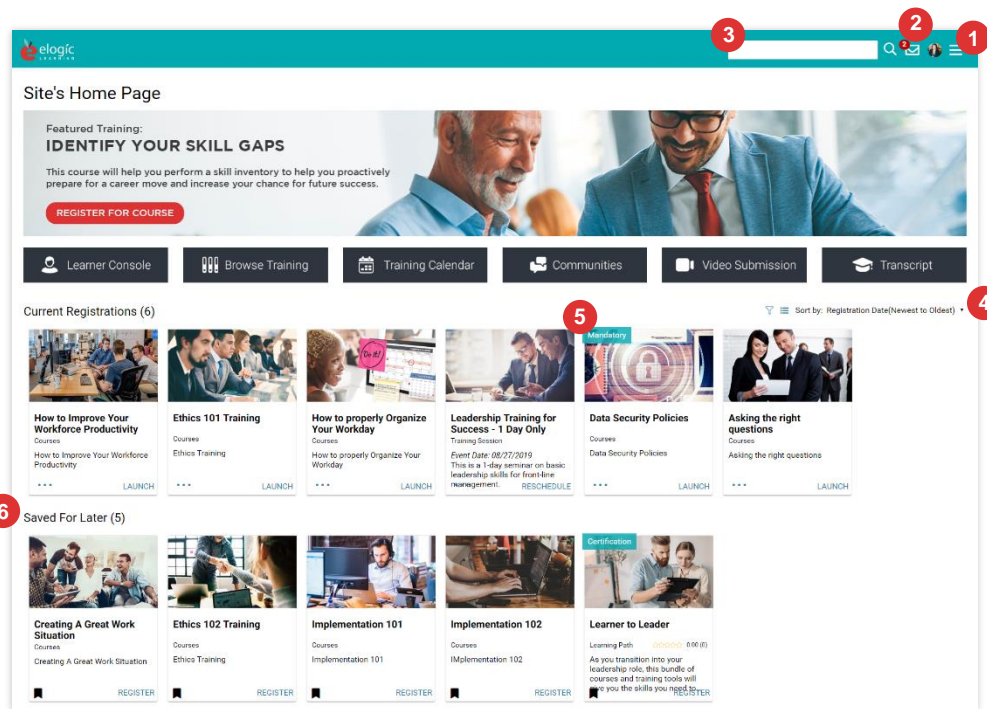 1
2
3
elogic
LEARNING
2
Site's Home Page
Featured Training:
IDENTIFY YOUR SKILL GAPS
This course will help you perform a skill inventory to help you proactively
prepare for a career move and increase your chance for future success.
REGISTER FOR COURSE
Learner Console
Browse Training
Training Calendar
Communities
Video Submission
Transcript
4
Current Registrations (6)
Sort by: Registration Date(Newest to Oldest)
5
Do it!
Mandatory
How to Improve Your
Workforce Productivity
Courses
How to Improve Your Workforce
Productivity
LAUNCH
Ethics 101 Training
Courses
Ethics Training
LAUNCH
How to properly Organize
Your Workday
Courses
How to properly Organize Your
Workday
LAUNCH
Leadership Training for
Success - 1 Day Only
Training Session
Event Date: 08/27/2019
This is a 1-day seminar on basic
leadership skills for front-line
management.
RESCHEDULE
Data Security Policies
Courses
Data Security Policies
LAUNCH
Asking the right
questions
Courses
Asking the right questions
LAUNCH
6
Saved For Later (5)
Certification
Creating A Great Work
Situation
Courses
Creating A Great Work Situation
REGISTER
Ethics 102 Training
Courses
Ethics Training
REGISTER
Implementation 101
Courses
Implementation 101
REGISTER
Implementation 102
Courses
IMplementation 102
REGISTER
Learner to Leader
Learning Path 0.00 (0)
As you transition into your
leadership role, this bundle of
courses and training tools will
give you the skills you need to
REGISTER